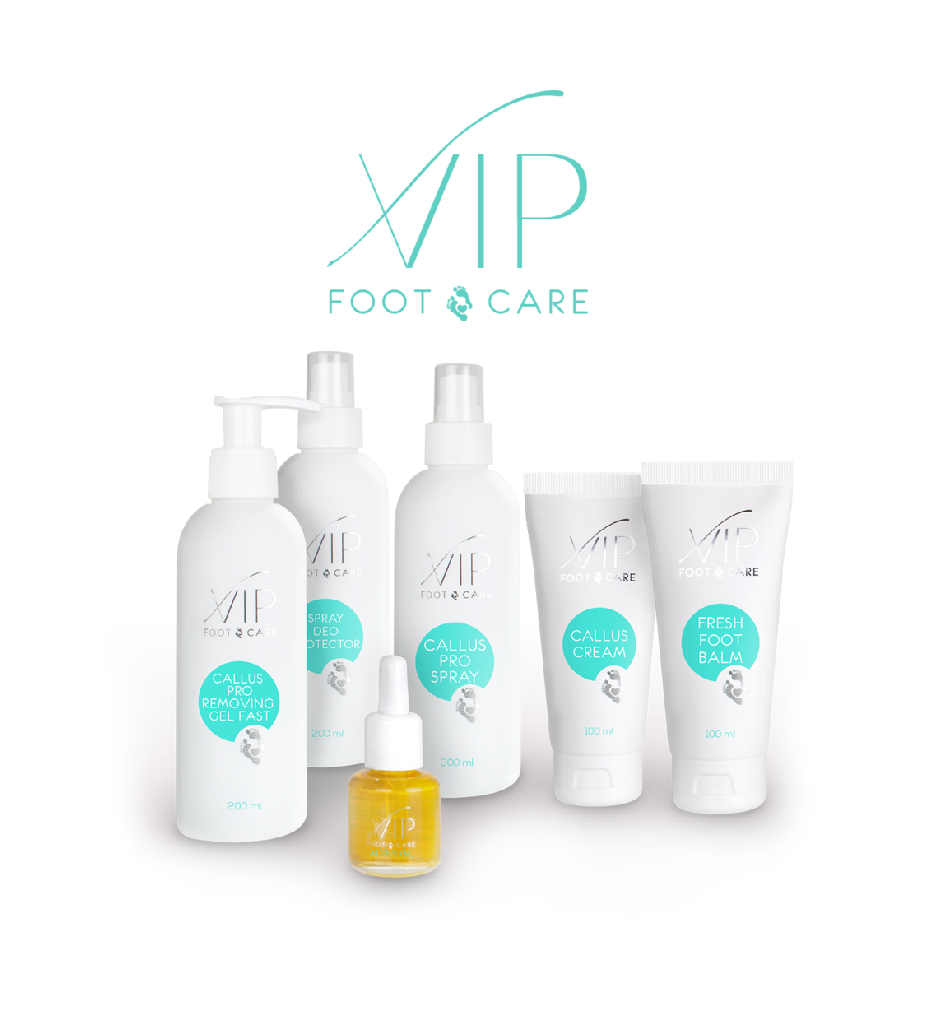 VIP
FOOT CARE
VIP
FOOT CARE
CALLUS
PRO
REMOVING
GEL FAST
200 ml
VIP
OT CARE
SPRAY
DEO
OTECTOR
200 ml
VIP
FOOT CARE
CALLUS
PRO
SPRAY
200 ml
VIP
FOOT CARE
VIP
FOOT CARE
CALLUS
CREAM
100 ml
VIP
FOOT CARE
FRESH
FOOT
BALM
100 ml